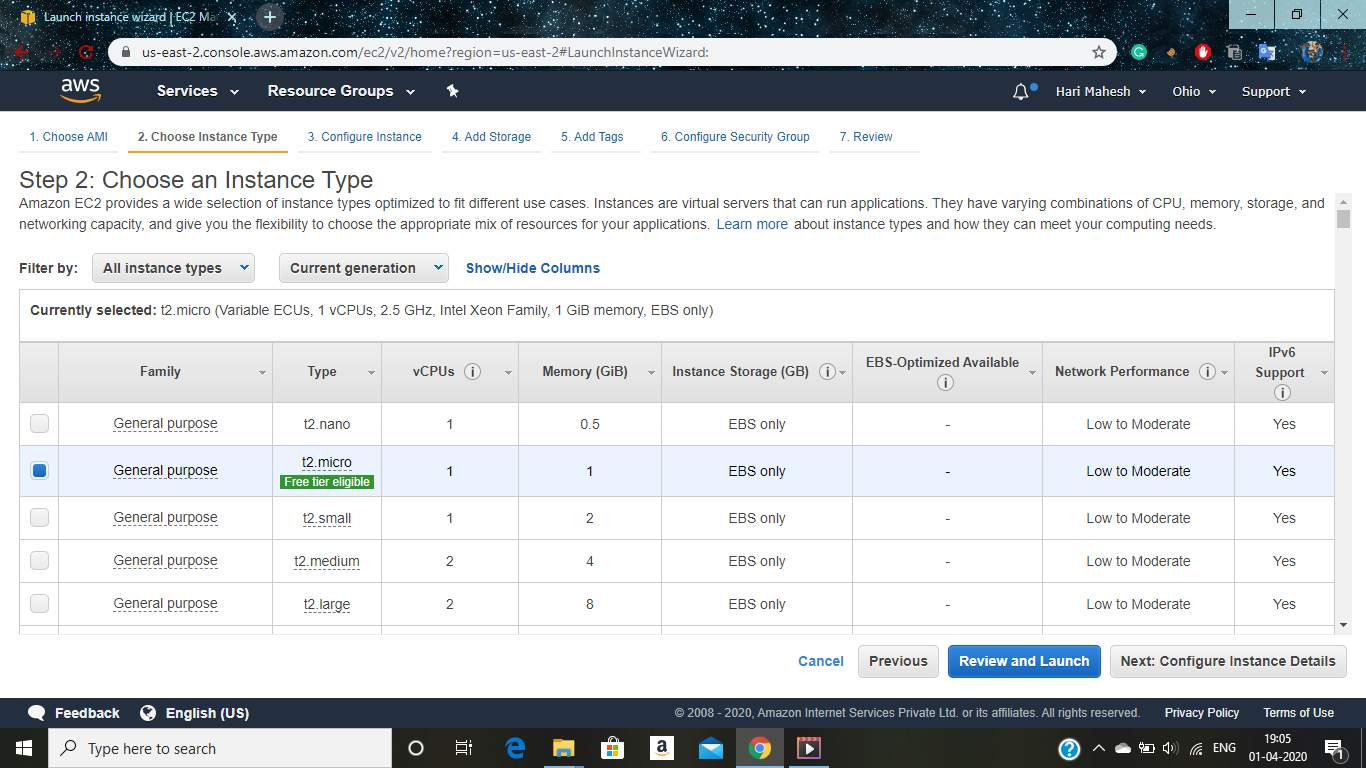 Launch instance wizard | EC2 Ma
us-east-2.console.aws.amazon.com/ec2/v2/home?region=us-east-2#LaunchInstanceWizard:
aws Services Resource Groups Hari Mahesh Ohio Support
1. Choose AMI 2. Choose Instance Type 3. Configure Instance 4. Add Storage 5. Add Tags 6. Configure Security Group 7. Review
Step 2: Choose an Instance Type
Amazon EC2 provides a wide selection of instance types optimized to fit different use cases. Instances are virtual servers that can run applications. They have varying combinations of CPU, memory, storage, and
networking capacity, and give you the flexibility to choose the appropriate mix of resources for your applications. Learn more about instance types and how they can meet your computing needs.
Filter by: All instance types Current generation Show/Hide Columns
Currently selected: t2.micro (Variable ECUs, 1 vCPUs, 2.5 GHz, Intel Xeon Family, 1 GiB memory, EBS only)
Family Type vCPUs i Memory (GiB) Instance Storage (GB) i EBS-Optimized Available i Network Performance i IPv6 Support i
General purpose t2.nano 1 0.5 EBS only - Low to Moderate Yes
General purpose t2.micro 1 1 EBS only - Low to Moderate Yes
Free tier eligible
General purpose t2.small 1 2 EBS only - Low to Moderate Yes
General purpose t2.medium 2 4 EBS only - Low to Moderate Yes
General purpose t2.large 2 8 EBS only - Low to Moderate Yes
Cancel Previous Review and Launch Next: Configure Instance Details
Feedback English (US) © 2008 - 2020, Amazon Internet Services Private Ltd. or its affiliates. All rights reserved. Privacy Policy Terms of Use
Type here to search ENG 19:05
01-04-2020 1